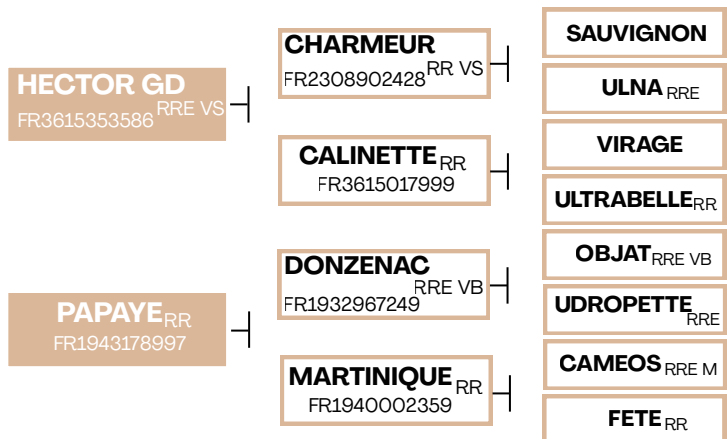 HECTOR GD
RRE VS
FR3615353586
PAPAYE RR
FR1943178997
CHARMEUR
RR VS
FR2308902428
CALINETTE RR
FR3615017999
DONZENAC
RRE VB
FR1932967249
MARTINIQUE RR
FR1940002359
SAUVIGNON
ULNA RRE
VIRAGE
ULTRABELLE RR
OBJAT RRE VB
UDROPETTE
RRE
CAMEOS RRE M
FETE RR